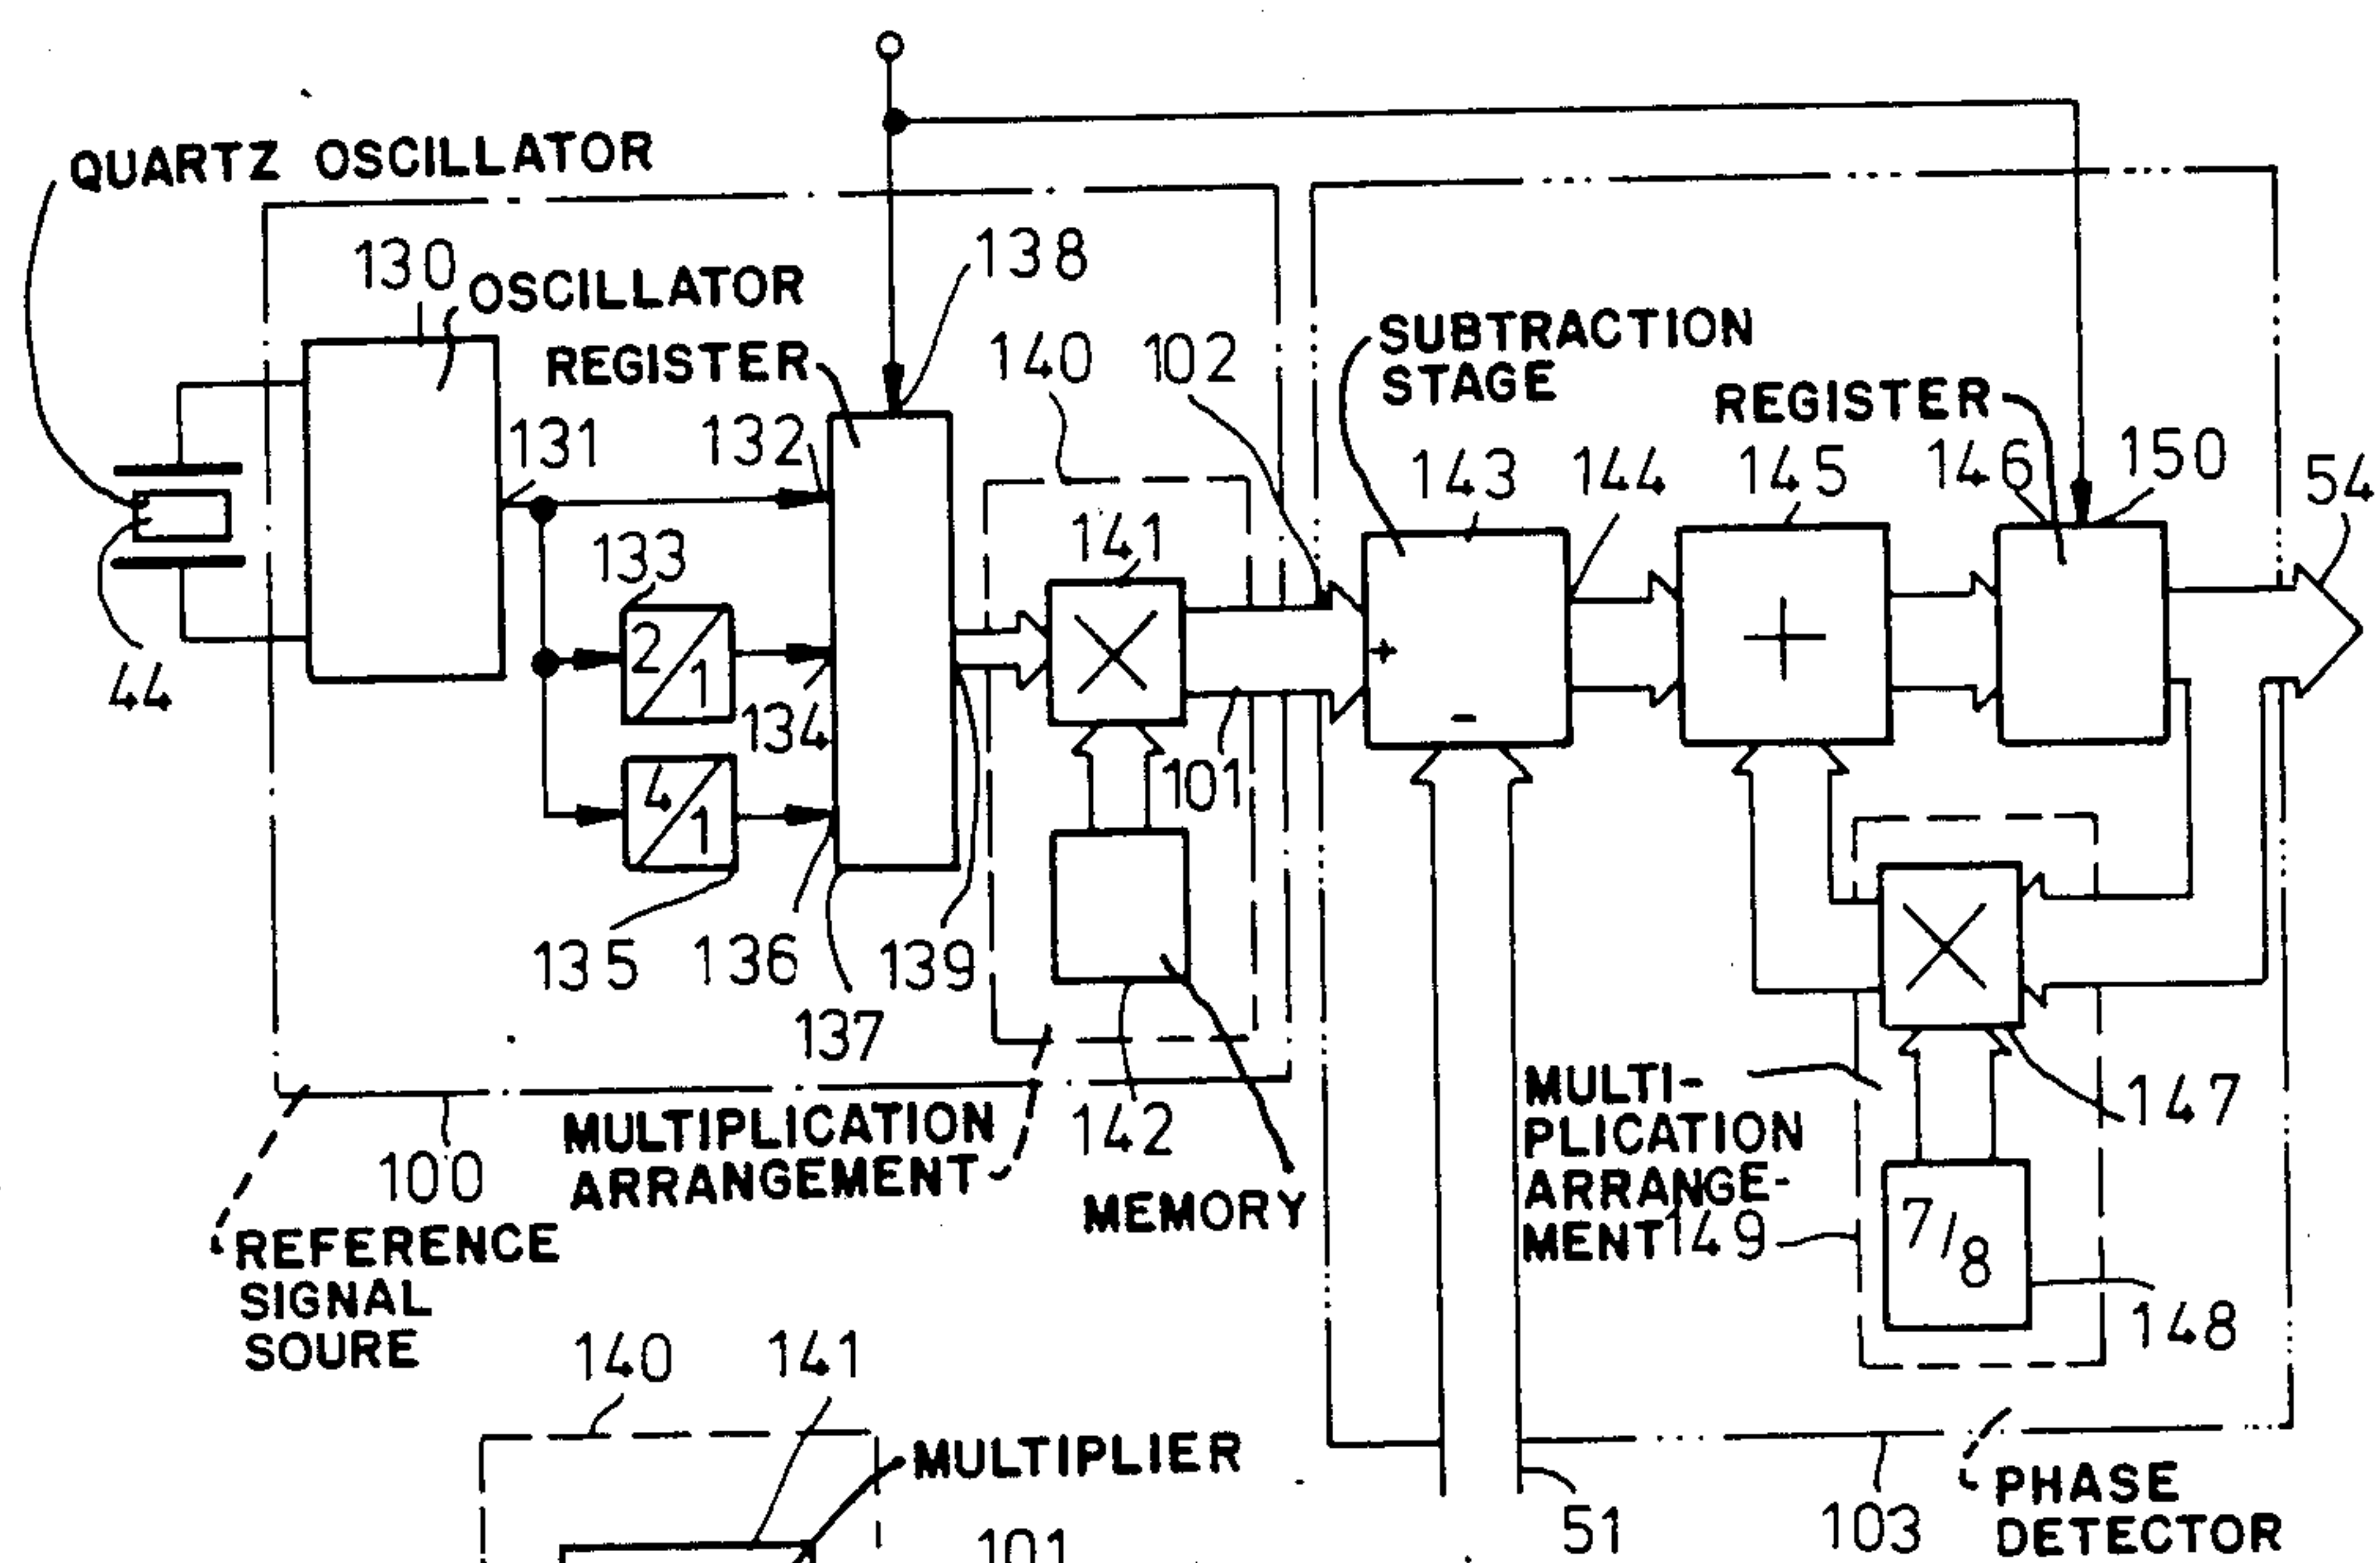 QUARTZ OSCILLATOR
130
OSCILLATOR
138
REGISTER
140
102
SUBTRACTION
STAGE
REGISTER
131
132
143
144
145
146
150
54
133
141
2/1
+
+
134
-
44
4/1
101
135
136
139
137
7/8
147
148
100
MULTIPLICATION
ARRANGEMENT
142
MEMORY
MULTI-
PLICATION
ARRANGE-
MENT
149
REFERENCE
SIGNAL
SOURE
140
141
MULTIPLIER
101
51
103
PHASE
DETECTOR